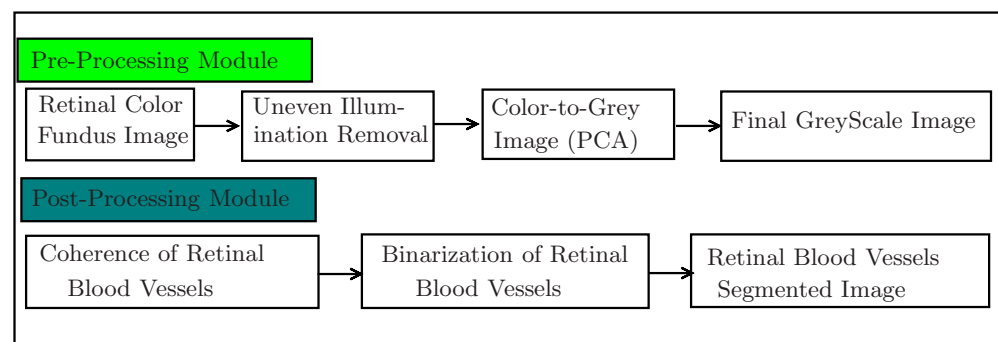 Pre-Processing Module
Retinal Color
Fundus Image
Uneven Illum-
ination Removal
Color-to-Grey
Image (PCA)
Final GreyScale Image
Post-Processing Module
Coherence of Retinal
Blood Vessels
Binarization of Retinal
Blood Vessels
Retinal Blood Vessels
Segmented Image